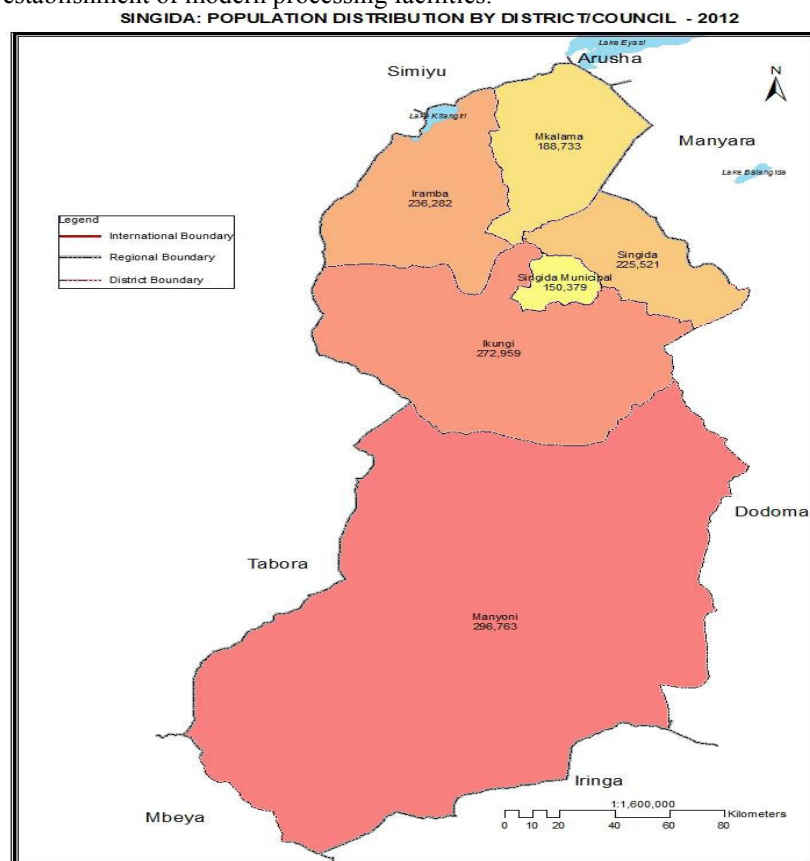 establishment of modern processing facilities.
SINGIDA: POPULATION DISTRIBUTION BY DISTRICT/COUNCIL - 2012
Lake Eyasi
Arusha
Simiyu
N
Lake Kitangiri
Mkalama
188,733
Manyara
Lake Balangida
Iramba
236,282
Legend
International Boundary
Regional Boundary
District Boundary
Singida
225,521
Singida Municipal
150,379
Ikungi
272,959
Dodoma
Tabora
Manyoni
296,763
Iringa
1:1,600,000
Kilometers
0 10 20 40 60 80
Mbeya